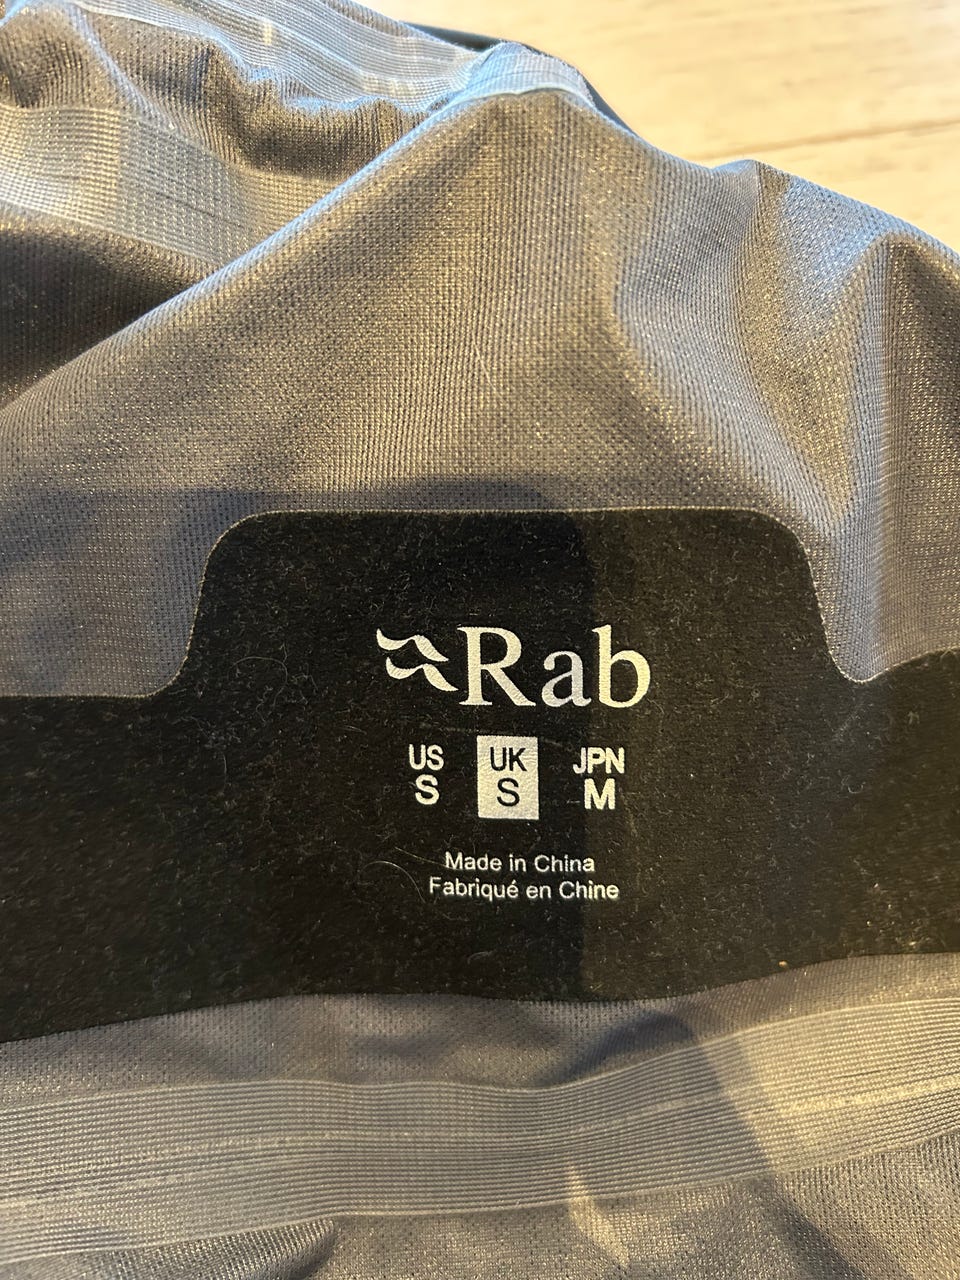 Rab
US UK JPN
S S M
Made in China
Fabriqué en Chine